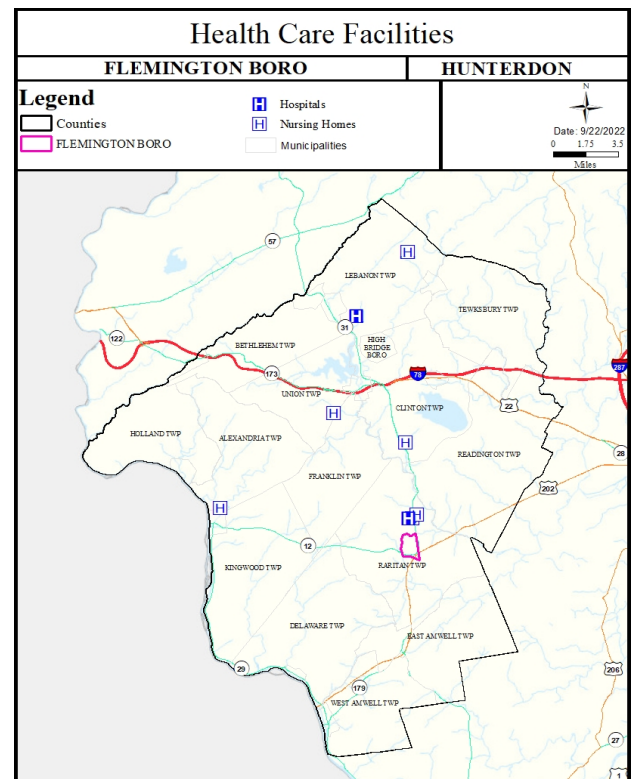 Health Care Facilities
FLEMINGTON BORO
HUNTERDON
Legend
Counties
FLEMINGTON BORO
H Hospitals
H Nursing Homes
Municipalities
N
Date: 9/22/2022
0 1.75 3.5
Miles
57
H
LEBANON TWP
TEWKSBURY TWP
H
31
122
BETHLEHEM TWP
HIGH
BRIDGE
BORO
173
78
287
UNION TWP
22
CLINTON TWP
H
HOLLAND TWP
ALEXANDRIA TWP
H
READINGTON TWP
28
FRANKLIN TWP
202
H
H
H
12
KINGWOOD TWP
RARITAN TWP
DELAWARE TWP
EAST AMWELL TWP
29
206
179
WEST AMWELL TWP
27
1